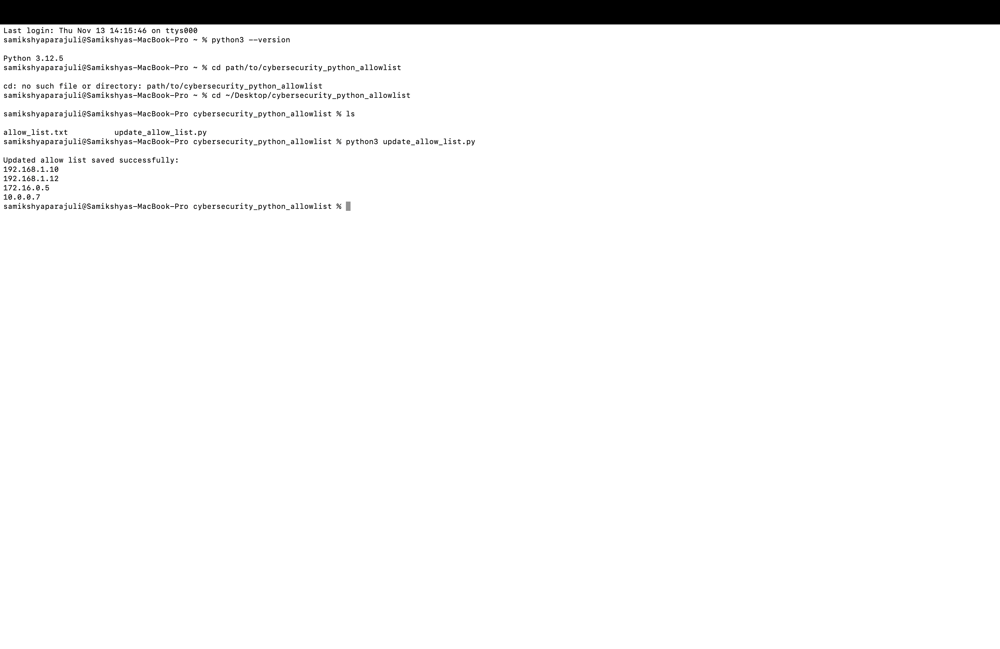 Last login: Thu Nov 13 14:15:46 on ttys000
samikshyaparajuli@Samikshyas-MacBook-Pro ~ % python3 --version
Python 3.12.5
samikshyaparajuli@Samikshyas-MacBook-Pro ~ % cd path/to/cybersecurity_python_allowlist
cd: no such file or directory: path/to/cybersecurity_python_allowlist
samikshyaparajuli@Samikshyas-MacBook-Pro ~ % cd ~/Desktop/cybersecurity_python_allowlist
samikshyaparajuli@Samikshyas-MacBook-Pro cybersecurity_python_allowlist % ls
allow_list.txt          update_allow_list.py
samikshyaparajuli@Samikshyas-MacBook-Pro cybersecurity_python_allowlist % python3 update_allow_list.py
Updated allow list saved successfully:
192.168.1.10
192.168.1.12
172.16.0.5
10.0.0.7
samikshyaparajuli@Samikshyas-MacBook-Pro cybersecurity_python_allowlist %